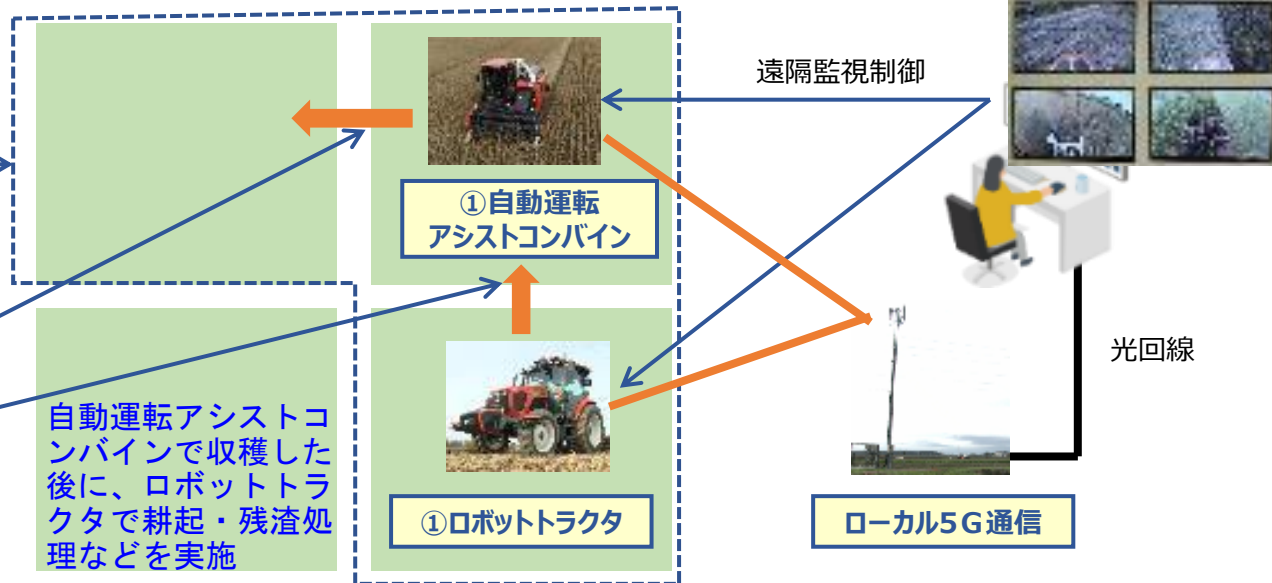 遠隔監視制御
①自動運転
アシストコンバイン
光回線
自動運転アシストコ
ンバインで収穫した
後に、ロボットトラ
クタで耕起・残渣処
理などを実施
①ロボットトラクタ
ローカル5G通信